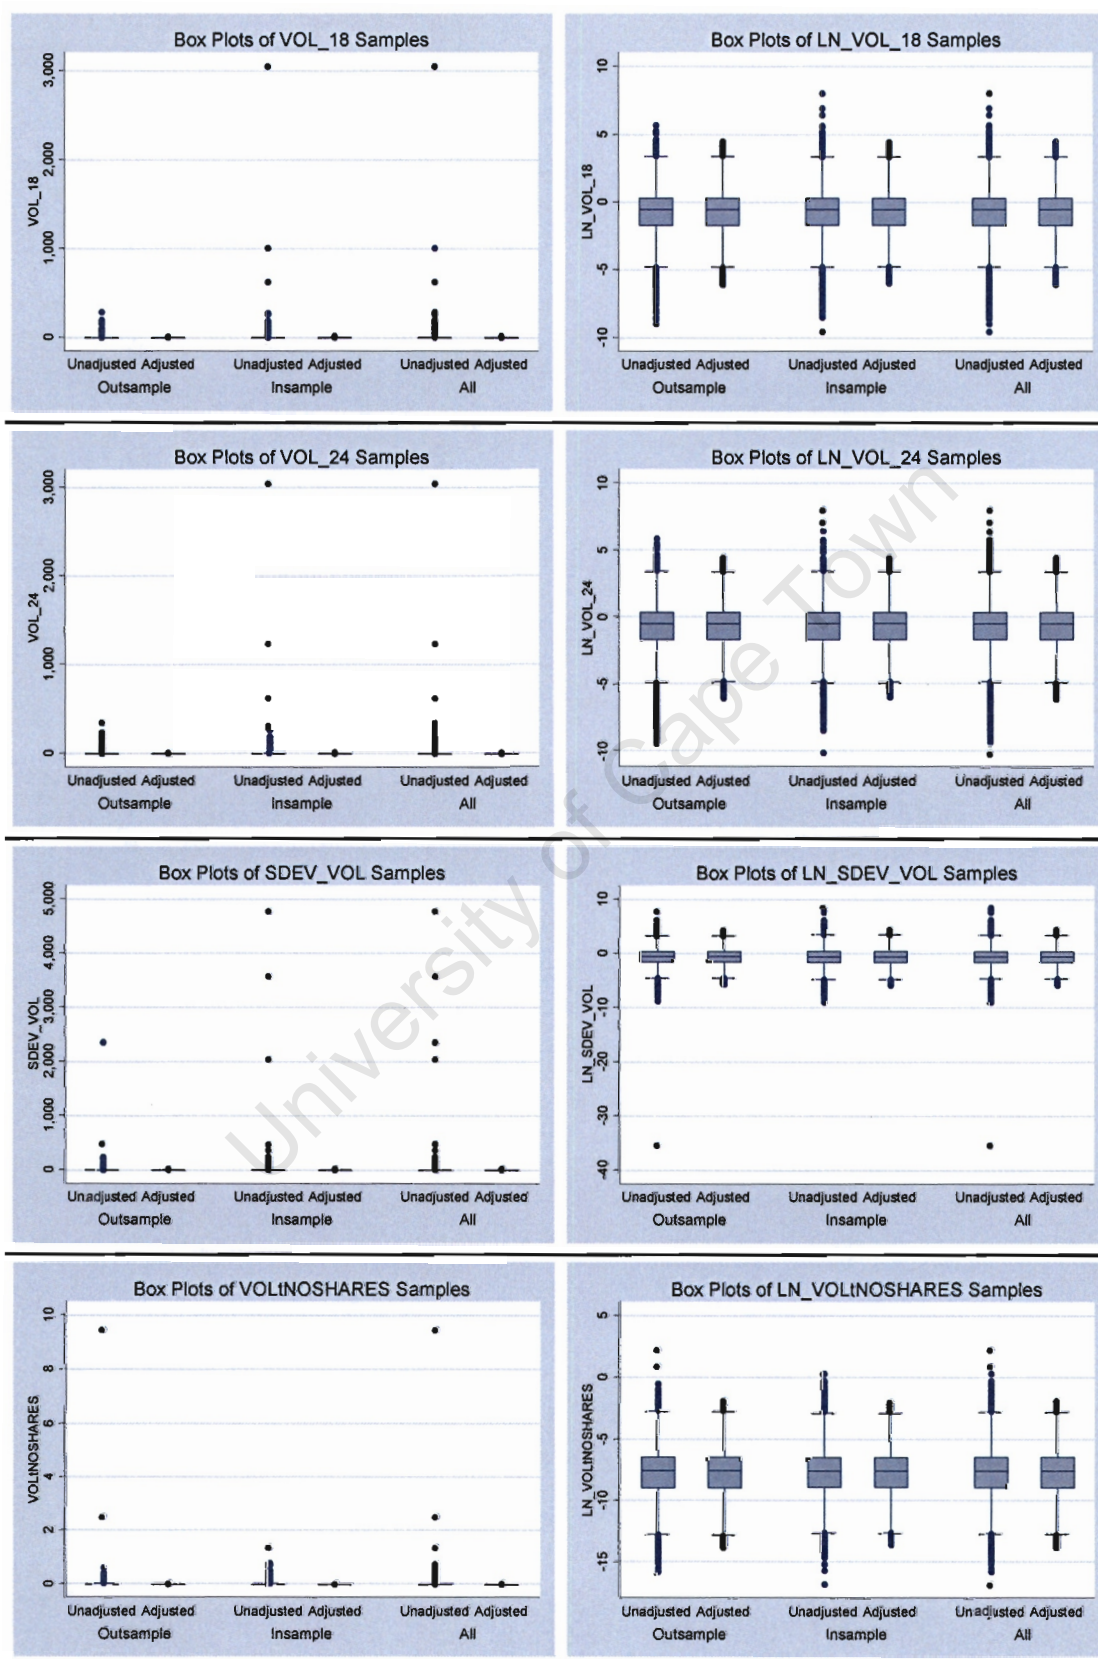 Box Plots of VOL_18 Samples
VOL_18
3,000
2,000
1,000
0
Unadjusted Adjusted Unadjusted Adjusted Unadjusted Adjusted
Outsample Insample All
Box Plots of LN_VOL_18 Samples
LN_VOL_18
10
5
0
-5
-10
Unadjusted Adjusted Unadjusted Adjusted Unadjusted Adjusted
Outsample Insample All
Box Plots of VOL_24 Samples
VOL_24
3,000
2,000
1,000
0
Unadjusted Adjusted Unadjusted Adjusted Unadjusted Adjusted
Outsample Insample All
Box Plots of LN_VOL_24 Samples
LN_VOL_24
10
5
0
-5
-10
Unadjusted Adjusted Unadjusted Adjusted Unadjusted Adjusted
Outsample Insample All
Box Plots of SDEV_VOL Samples
SDEV_VOL
5,000
4,000
3,000
2,000
1,000
0
Unadjusted Adjusted Unadjusted Adjusted Unadjusted Adjusted
Outsample Insample All
Box Plots of LN_SDEV_VOL Samples
LN_SDEV_VOL
10
0
-10
-20
-30
-40
Unadjusted Adjusted Unadjusted Adjusted Unadjusted Adjusted
Outsample Insample All
Box Plots of VOLtNOSHARES Samples
VOLtNOSHARES
10
8
6
4
2
0
Unadjusted Adjusted Unadjusted Adjusted Unadjusted Adjusted
Outsample Insample All
Box Plots of LN_VOLtNOSHARES Samples
LN_VOLtNOSHARES
5
0
-5
-10
-15
Unadjusted Adjusted Unadjusted Adjusted Unadjusted Adjusted
Outsample Insample All
University of Cape Town